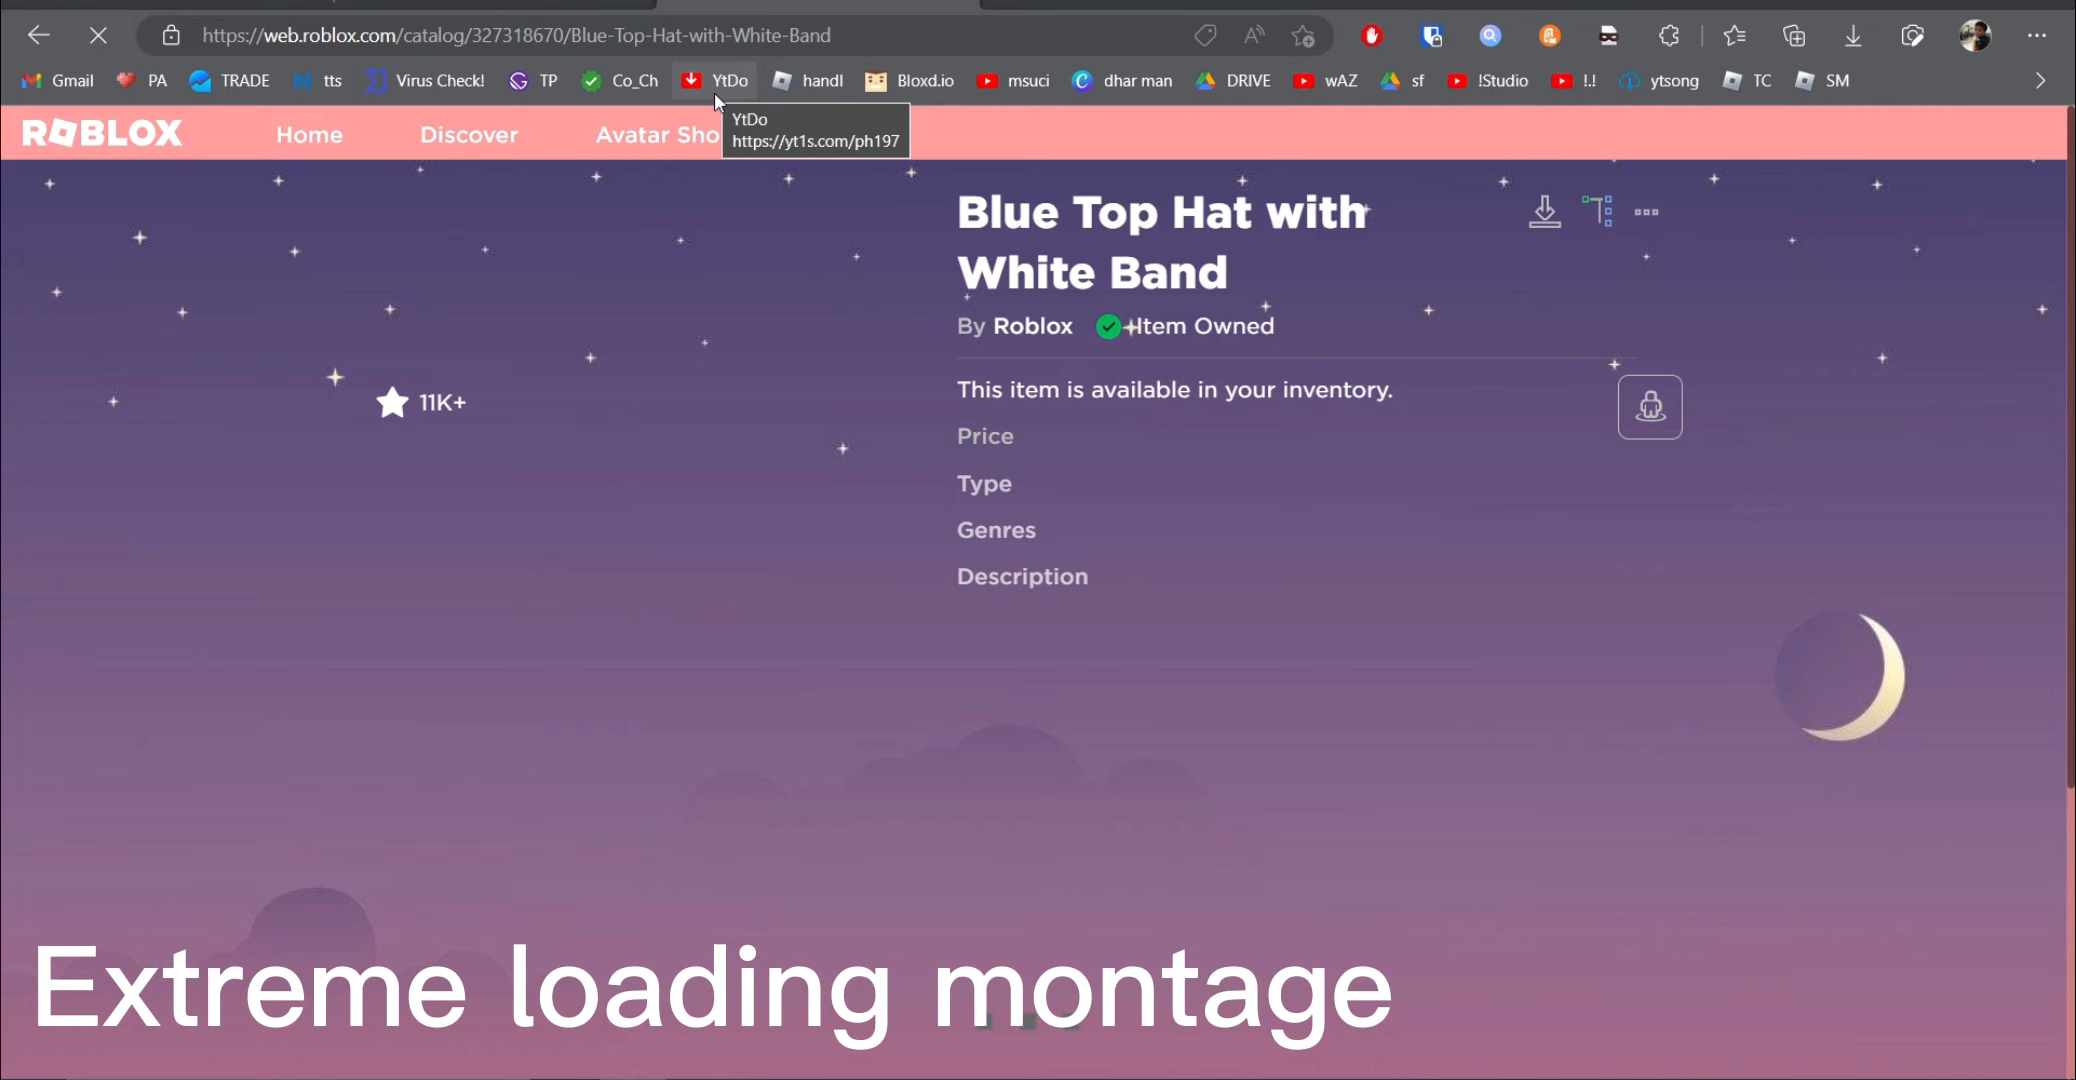 https://web.roblox.com/catalog/327318670/Blue-Top-Hat-with-White-Band
Gmail PA TRADE tts Virus Check! TP Co_Ch YtDo handl Bloxd.io msuci dhar man DRIVE wAZ sf !Studio !.! ytsong TC SM
YtDo
https://yt1s.com/ph197
ROBLOX Home Discover Avatar Sho
Blue Top Hat with
White Band
By Roblox Item Owned
11K+
This item is available in your inventory.
Price
Type
Genres
Description
Extreme loading montage